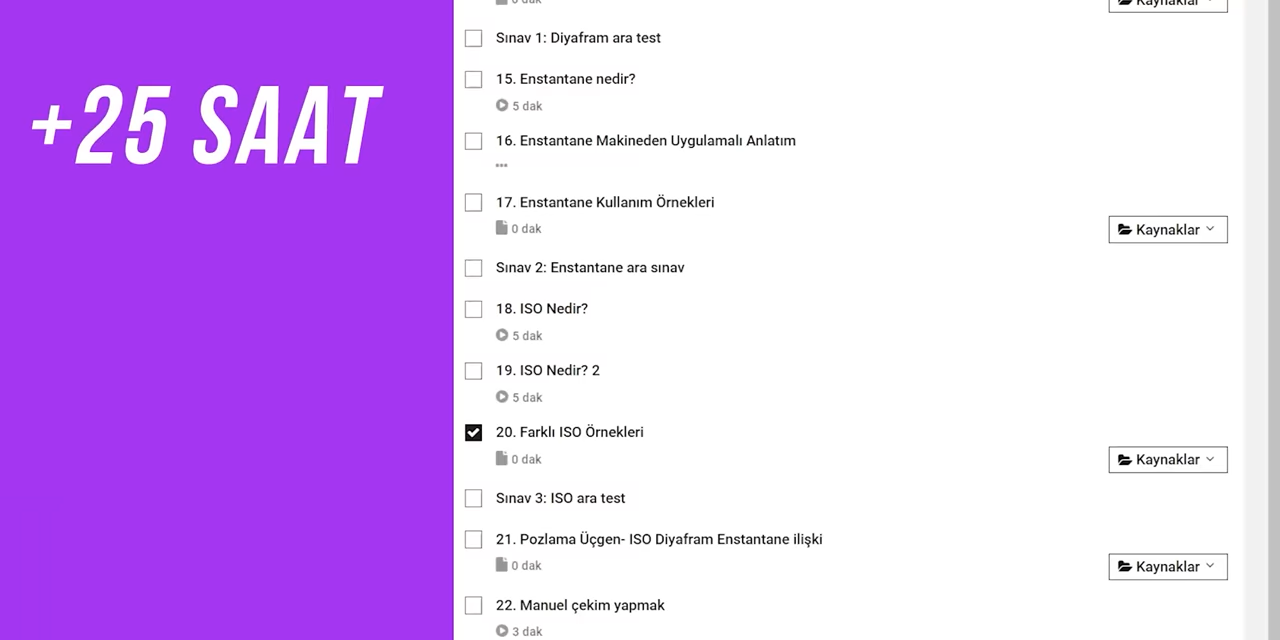 +25 SAAT
0 dak
Kaynaklar
Sınav 1: Diyafram ara test
15. Enstantane nedir?
5 dak
16. Enstantane Makineden Uygulamalı Anlatım
...
17. Enstantane Kullanım Örnekleri
0 dak
Kaynaklar
Sınav 2: Enstantane ara sınav
18. ISO Nedir?
5 dak
19. ISO Nedir? 2
5 dak
20. Farklı ISO Örnekleri
0 dak
Kaynaklar
Sınav 3: ISO ara test
21. Pozlama Üçgen- ISO Diyafram Enstantane ilişki
0 dak
Kaynaklar
22. Manuel çekim yapmak
3 dak